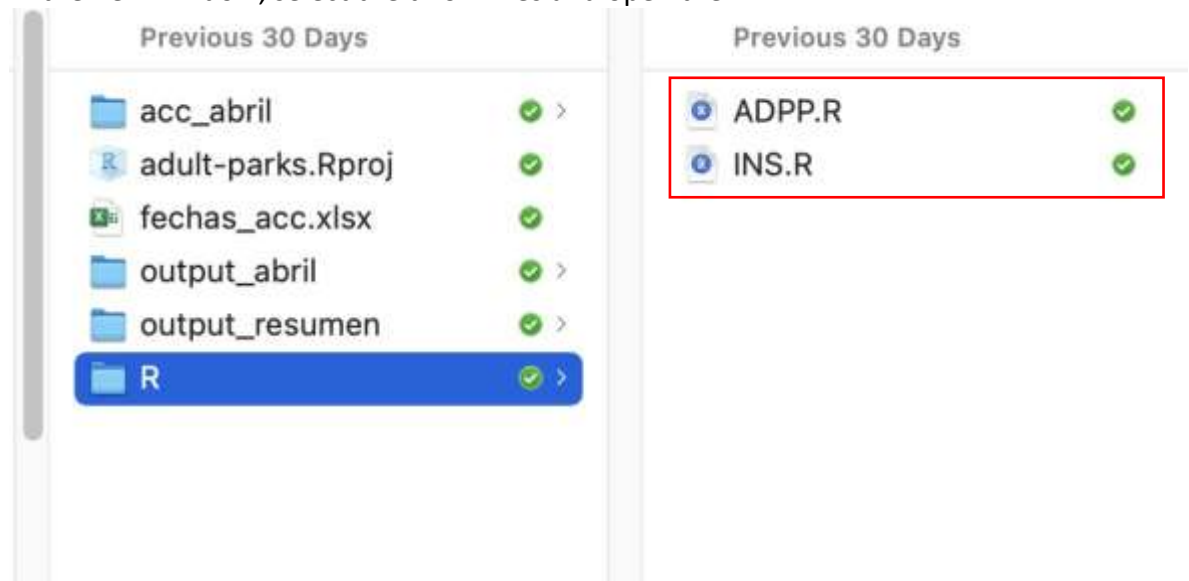 Previous 30 Days
acc_abril
adult-parks.Rproj
fechas_acc.xlsx
output_abril
output_resumen
R
Previous 30 Days
ADPP.R
INS.R